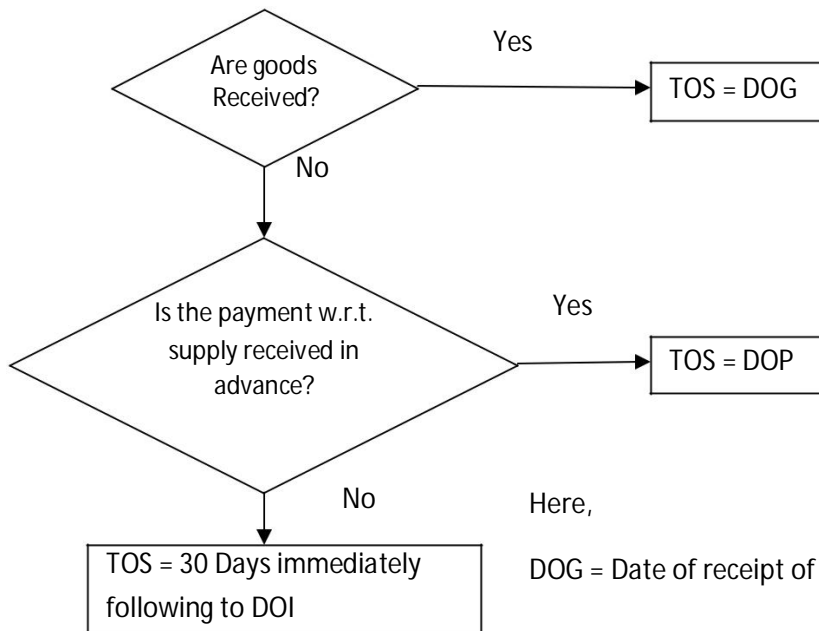 Are goods
Received?
Yes
TOS = DOG
No
Is the payment w.r.t.
supply received in
advance?
Yes
TOS = DOP
No
TOS = 30 Days immediately
following to DOI
Here,
DOG = Date of receipt of